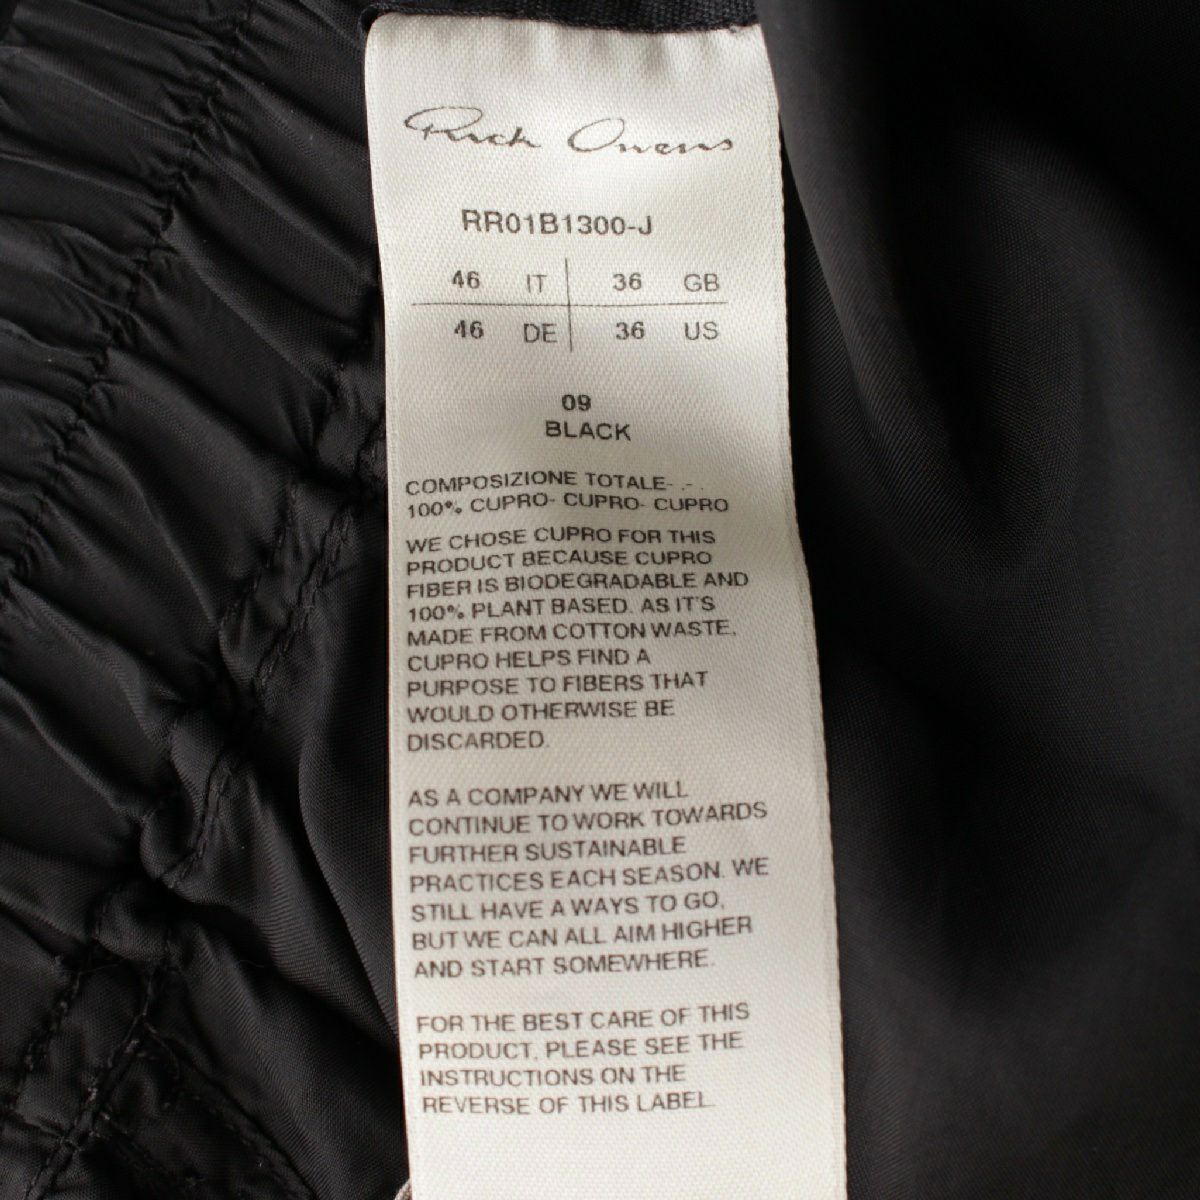 Rick Owens
RR01B1300-J
46 IT 36 GB
46 DE 36 US
09
BLACK
COMPOSIZIONE TOTALE- .- .
100% CUPRO- CUPRO- CUPRO
WE CHOSE CUPRO FOR THIS
PRODUCT BECAUSE CUPRO
FIBER IS BIODEGRADABLE AND
100% PLANT BASED. AS IT'S
MADE FROM COTTON WASTE,
CUPRO HELPS FIND A
PURPOSE TO FIBERS THAT
WOULD OTHERWISE BE
DISCARDED.
AS A COMPANY WE WILL
CONTINUE TO WORK TOWARDS
FURTHER SUSTAINABLE
PRACTICES EACH SEASON. WE
STILL HAVE A WAYS TO GO,
BUT WE CAN ALL AIM HIGHER
AND START SOMEWHERE.
FOR THE BEST CARE OF THIS
PRODUCT, PLEASE SEE THE
INSTRUCTIONS ON THE
REVERSE OF THIS LABEL.